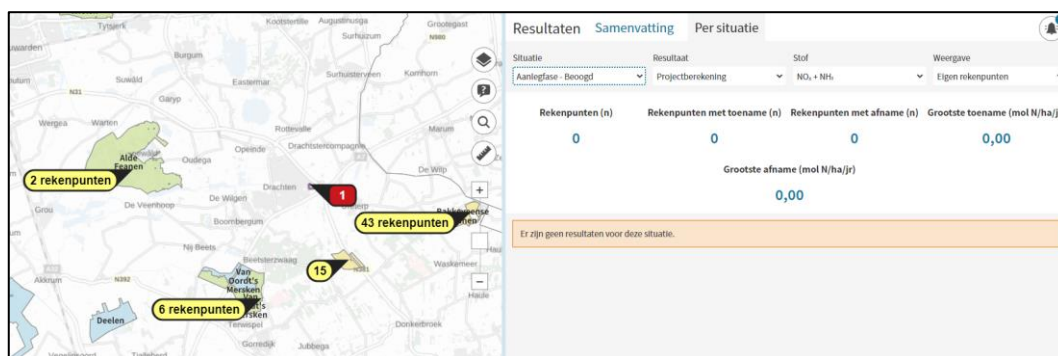 Tytsjerk
Kootstertille
Augustinusga
Surhuizum
Grootegast
N980
Burgum
Suwâld
Eastermar
Surhuisterveen
Kornhorn
N31
Garyp
Wergea
Warten
Rottevalle
Marum
Alde
Feanen
Oudega
Opeinde
Drachtstercompagnie
De Wilp
2 rekenpunten
Drachten
1
Grou
De Veenhoop
De Wilgen
43 rekenpunten
Boornbergum
Nij Beets
Beetsterzwaag
15
N381
Waskemeer
Akkrum
N392
Van
Oordt's
Mersken
Haule
6 rekenpunten
Deelen
Terwispel
Donkerbroek
Gorredijk
Jubbega
Resultaten
Samenvatting
Per situatie
Situatie
Resultaat
Stof
Weergave
Aanlegfase - Beoogd
Projectberekening
NOₓ + NH₃
Eigen rekenpunten
Rekenpunten (n)
Rekenpunten met toename (n)
Rekenpunten met afname (n)
Grootste toename (mol N/ha/j
0
0
0
0,00
Grootste afname (mol N/ha/jr)
0,00
Er zijn geen resultaten voor deze situatie.